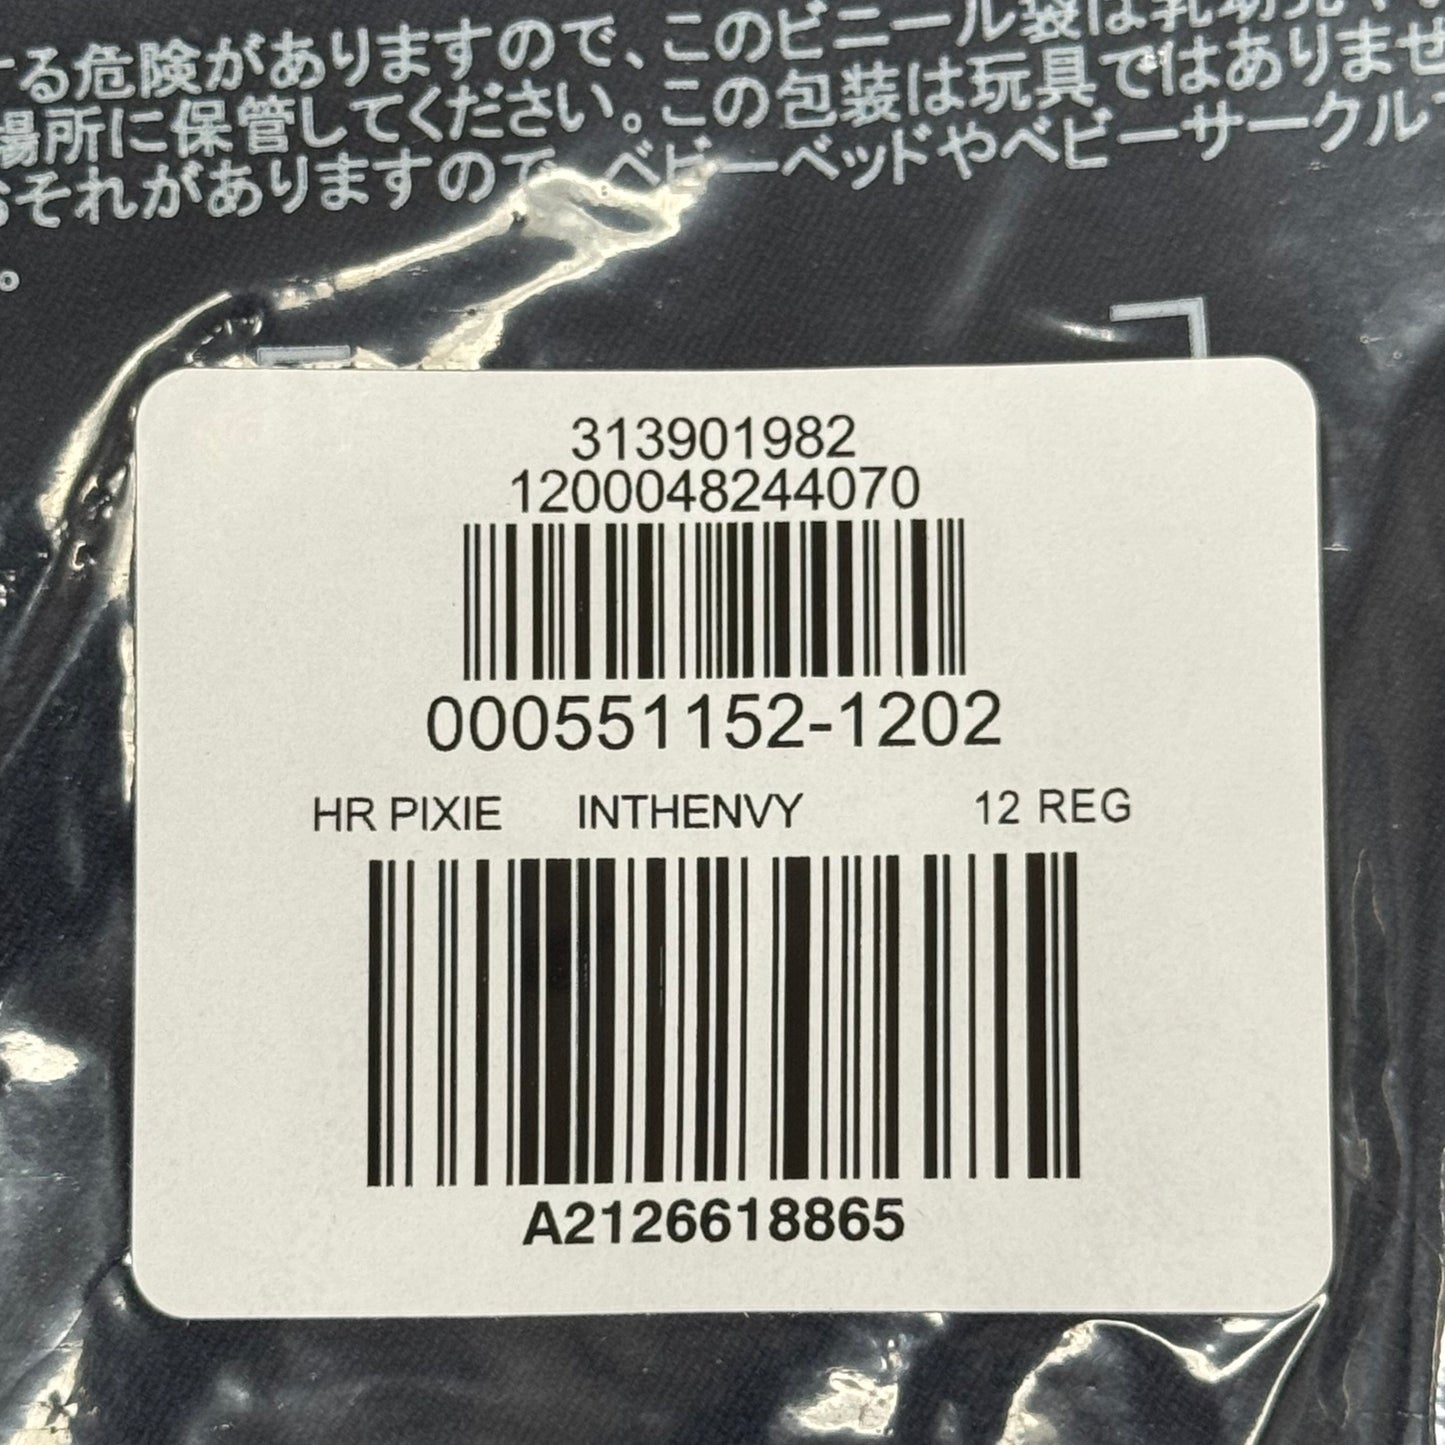 する危険がありますので、このビニール袋は乳幼児や
場所に保管してください。この包装は玩具ではありませ
おそれがありますので、ベビーベッドやベビーサークル
。
313901982
1200048244070
000551152-1202
HR PIXIE INTHENVY 12 REG
A2126618865